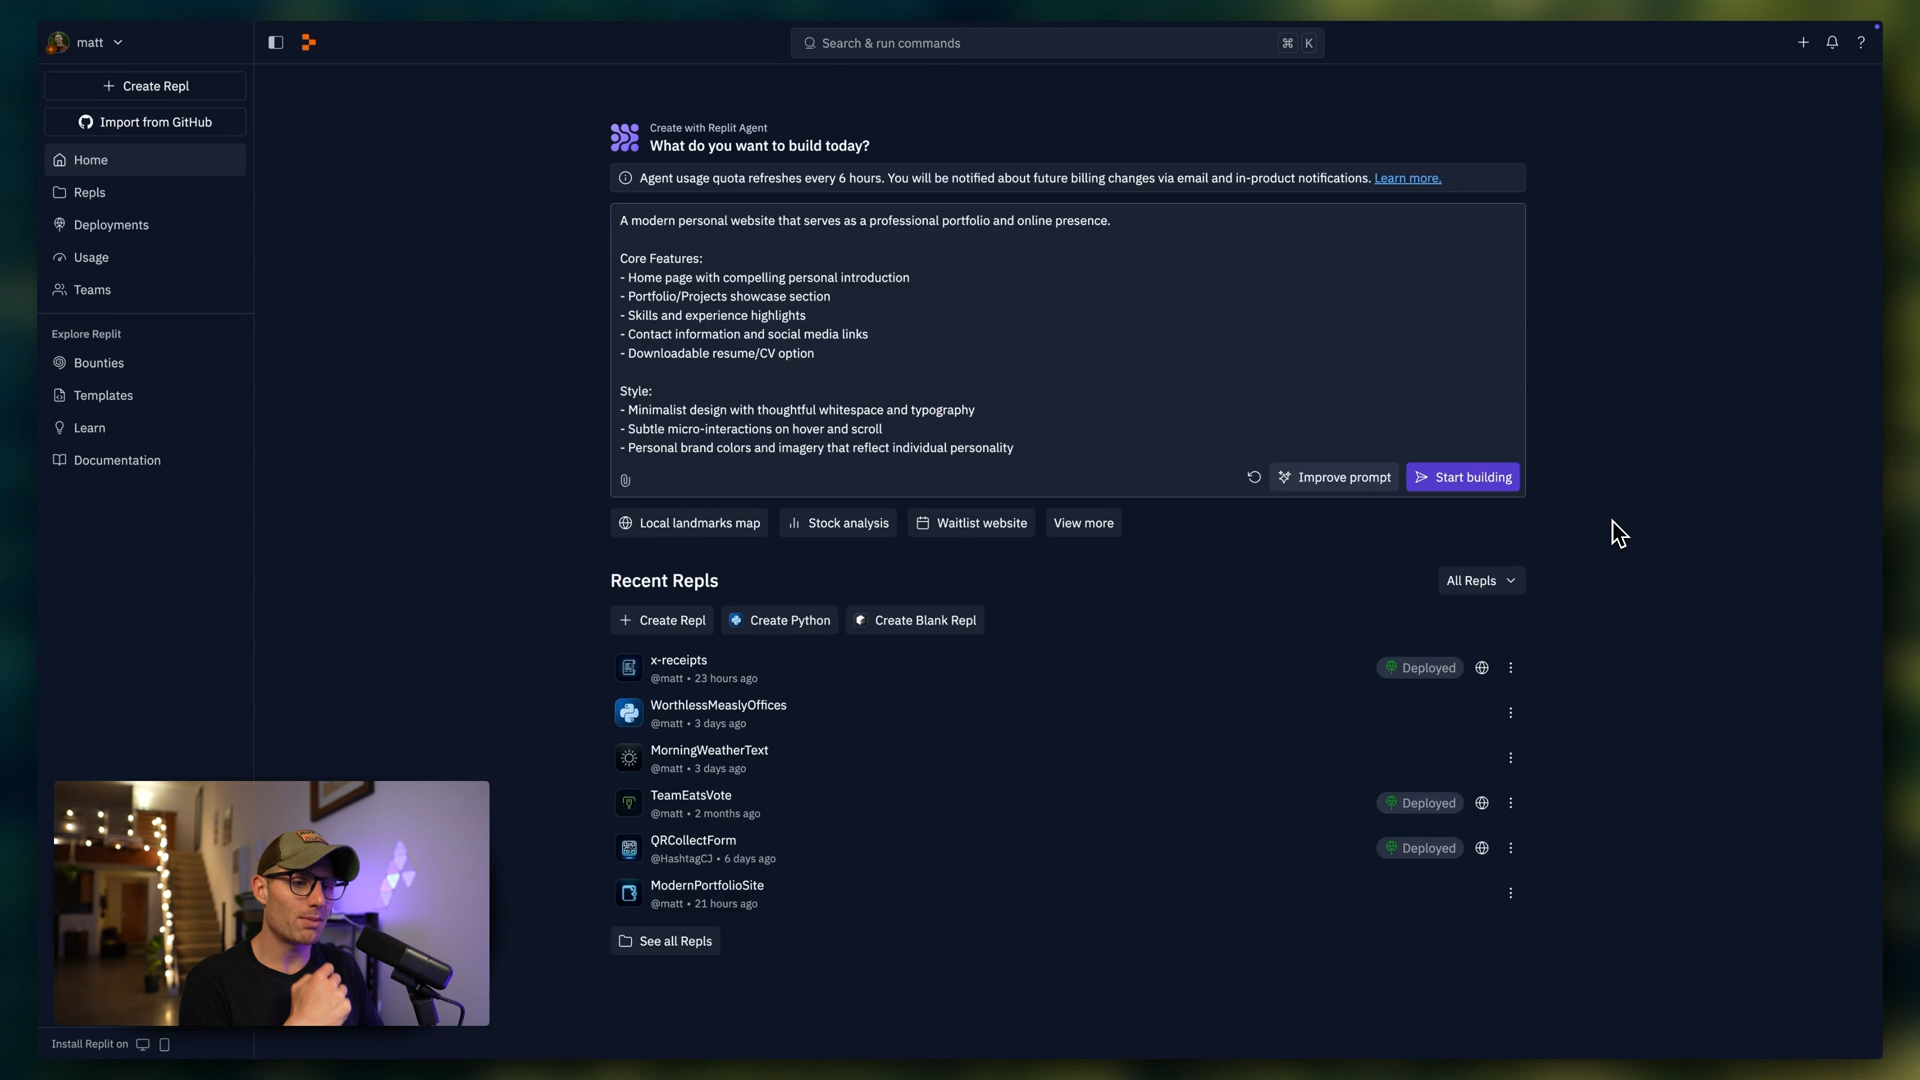 matt
Search & run commands
⌘ K
?
Create Repl
Import from GitHub
Home
Repls
Deployments
Usage
Teams
Explore Replit
Bounties
Templates
Learn
Documentation
Install Replit on
Create with Replit Agent
What do you want to build today?
Agent usage quota refreshes every 6 hours. You will be notified about future billing changes via email and in-product notifications. Learn more.
A modern personal website that serves as a professional portfolio and online presence.
Core Features:
- Home page with compelling personal introduction
- Portfolio/Projects showcase section
- Skills and experience highlights
- Contact information and social media links
- Downloadable resume/CV option
Style:
- Minimalist design with thoughtful whitespace and typography
- Subtle micro-interactions on hover and scroll
- Personal brand colors and imagery that reflect individual personality
Improve prompt
Start building
Local landmarks map
Stock analysis
Waitlist website
View more
Recent Repls
All Repls
Create Repl
Create Python
Create Blank Repl
x-receipts
@matt • 23 hours ago
Deployed
WorthlessMeaslyOffices
@matt • 3 days ago
MorningWeatherText
@matt • 3 days ago
TeamEatsVote
@matt • 2 months ago
Deployed
QRCollectForm
@HashtagCJ • 6 days ago
Deployed
ModernPortfolioSite
@matt • 21 hours ago
See all Repls